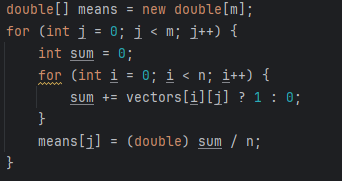 double[] means = new double[m];
for (int j = 0; j < m; j++) {
    int sum = 0;
    for (int i = 0; i < n; i++) {
        sum += vectors[i][j] ? 1 : 0;
    }
    means[j] = (double) sum / n;
}